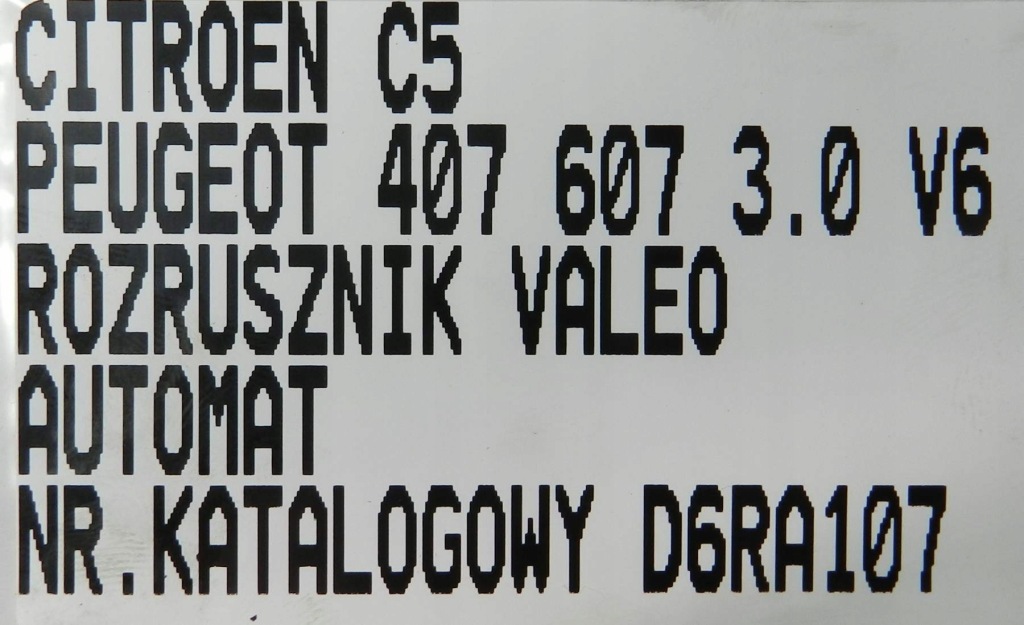 CITROEN C5
PEUGEOT 407 607 3.0 V6
ROZRUSZNIK VALEO
AUTOMAT
NR.KATALOGOWY D6RA107